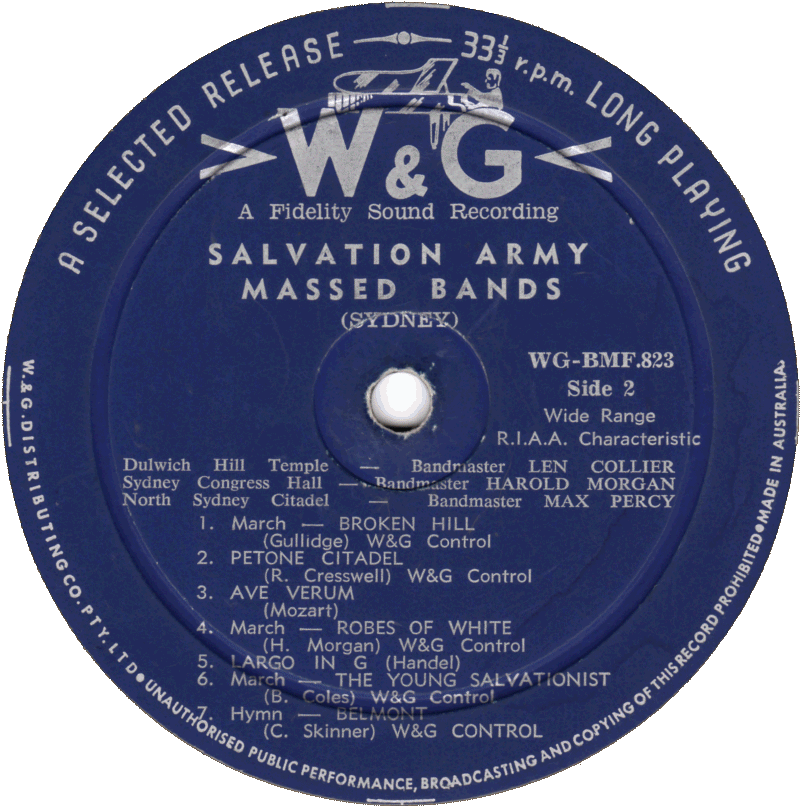 A SELECTED RELEASE
33⅓ r.p.m. LONG PLAYING
W&G
A Fidelity Sound Recording
SALVATION ARMY
MASSED BANDS
(SYDNEY)
WG-BMF.823
Side 2
Wide Range
R.I.A.A. Characteristic
Dulwich Hill Temple — Bandmaster LEN COLLIER
Sydney Congress Hall — Bandmaster HAROLD MORGAN
North Sydney Citadel — Bandmaster MAX PERCY
1. March — BROKEN HILL
(Gullidge) W&G Control
2. PETONE CITADEL
(R. Cresswell) W&G Control
3. AVE VERUM
(Mozart)
4. March — ROBES OF WHITE
(H. Morgan) W&G Control
5. LARGO IN G (Handel)
6. March — THE YOUNG SALVATIONIST
(B. Coles) W&G Control
7. Hymn — BELMONT
(C. Skinner) W&G CONTROL
W.&G. DISTRIBUTING CO. PTY. LTD • UNAUTHORISED PUBLIC PERFORMANCE, BROADCASTING AND COPYING OF THIS RECORD PROHIBITED • MADE IN AUSTRALIA